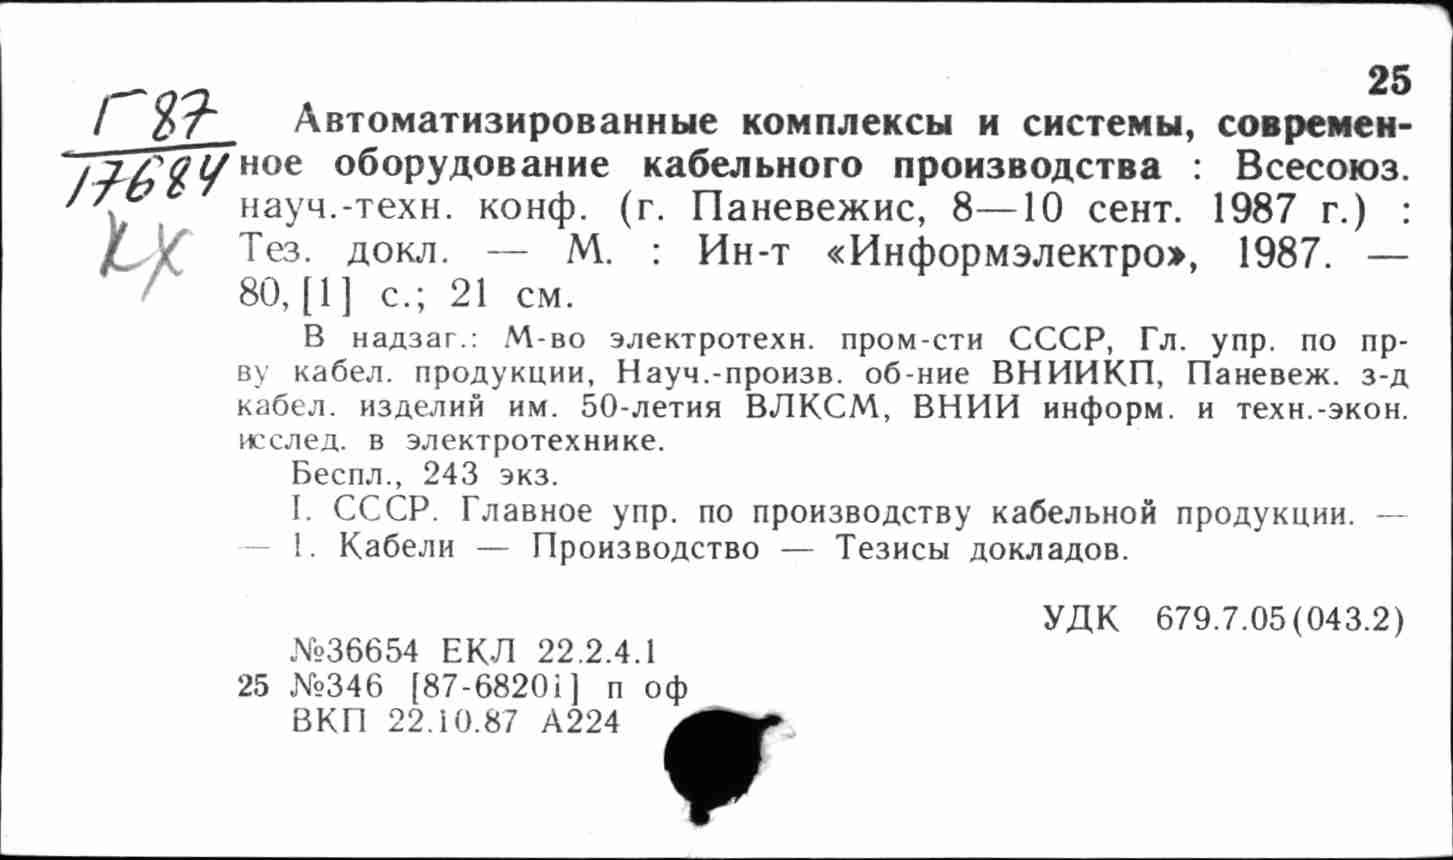 25
Г87
17684
кх
Автоматизированные комплексы и системы, современ-
ное оборудование кабельного производства : Всесоюз.
науч.-техн. конф. (г. Паневежис, 8—10 сент. 1987 г.) :
Тез. докл. — М. : Ин-т «Информэлектро», 1987. —
80, [1] с.; 21 см.
В надзаг.: М-во электротехн. пром-сти СССР, Гл. упр. по пр-
ву кабел. продукции, Науч.-произв. об-ние ВНИИКП, Паневеж. з-д
кабел. изделий им. 50-летия ВЛКСМ, ВНИИ информ. и техн.-экон.
исслед. в электротехнике.
Беспл., 243 экз.
I. СССР. Главное упр. по производству кабельной продукции. —
— 1. Кабели — Производство — Тезисы докладов.
УДК 679.7.05(043.2)
№36654 ЕКЛ 22.2.4.1
25 №346 [87-6820i] п оф
ВКП 22.10.87 А224